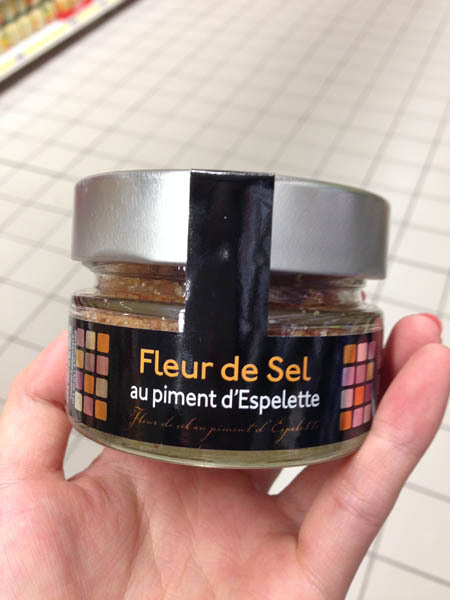 Fleur de Sel
au piment d'Espelette
Fleur de sel au piment d'Espelette